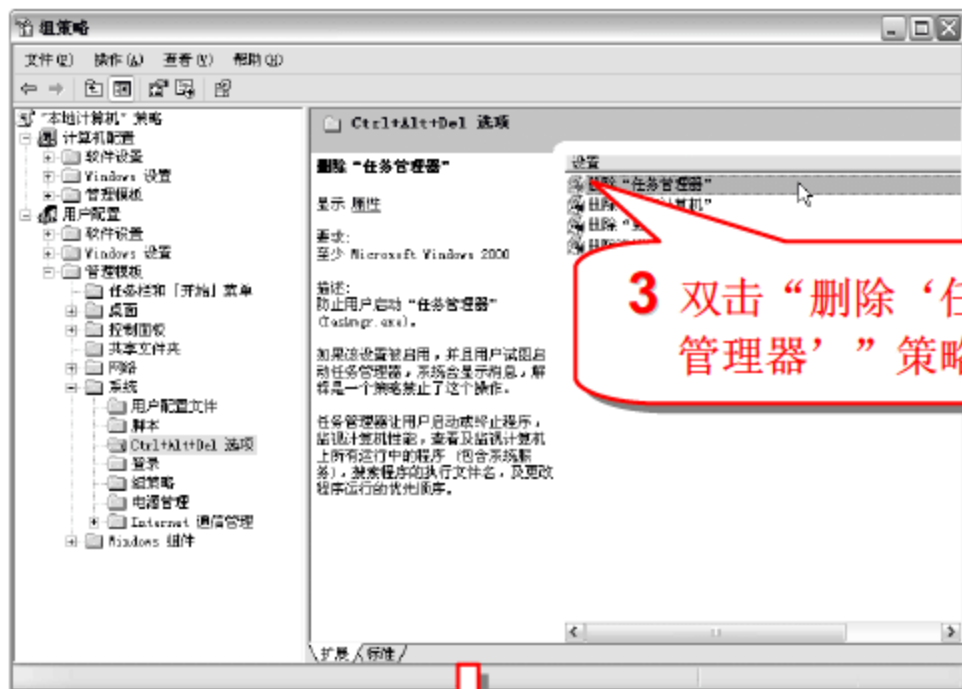 组策略
文件(F) 操作(A) 查看(V) 帮助(H)
“本地计算机”策略
计算机配置
软件设置
Windows 设置
管理模板
用户配置
软件设置
Windows 设置
管理模板
任务栏和「开始」菜单
桌面
控制面板
共享文件夹
网络
系统
用户配置文件
脚本
Ctrl+Alt+Del 选项
登录
组策略
电源管理
Internet 通信管理
Windows 组件
Ctrl+Alt+Del 选项
删除“任务管理器”
显示 属性
要求:
至少 Microsoft Windows 2000
描述:
防止用户启动“任务管理器”
(Taskmgr.exe)。
如果该设置被启用，并且用户试图启
动任务管理器，系统会显示消息，解
释是一个策略禁止了这个操作。
任务管理器让用户启动或终止程序，
监视计算机性能，查看及监视计算机
上所有运行中的程序（包含系统服
务），搜索程序的执行文件名，及更改
程序运行的优先顺序。
设置
删除“任务管理器”
删除 计算机”
删除“
删除
3 双击“删除‘任
管理器’”策略
扩展 标准